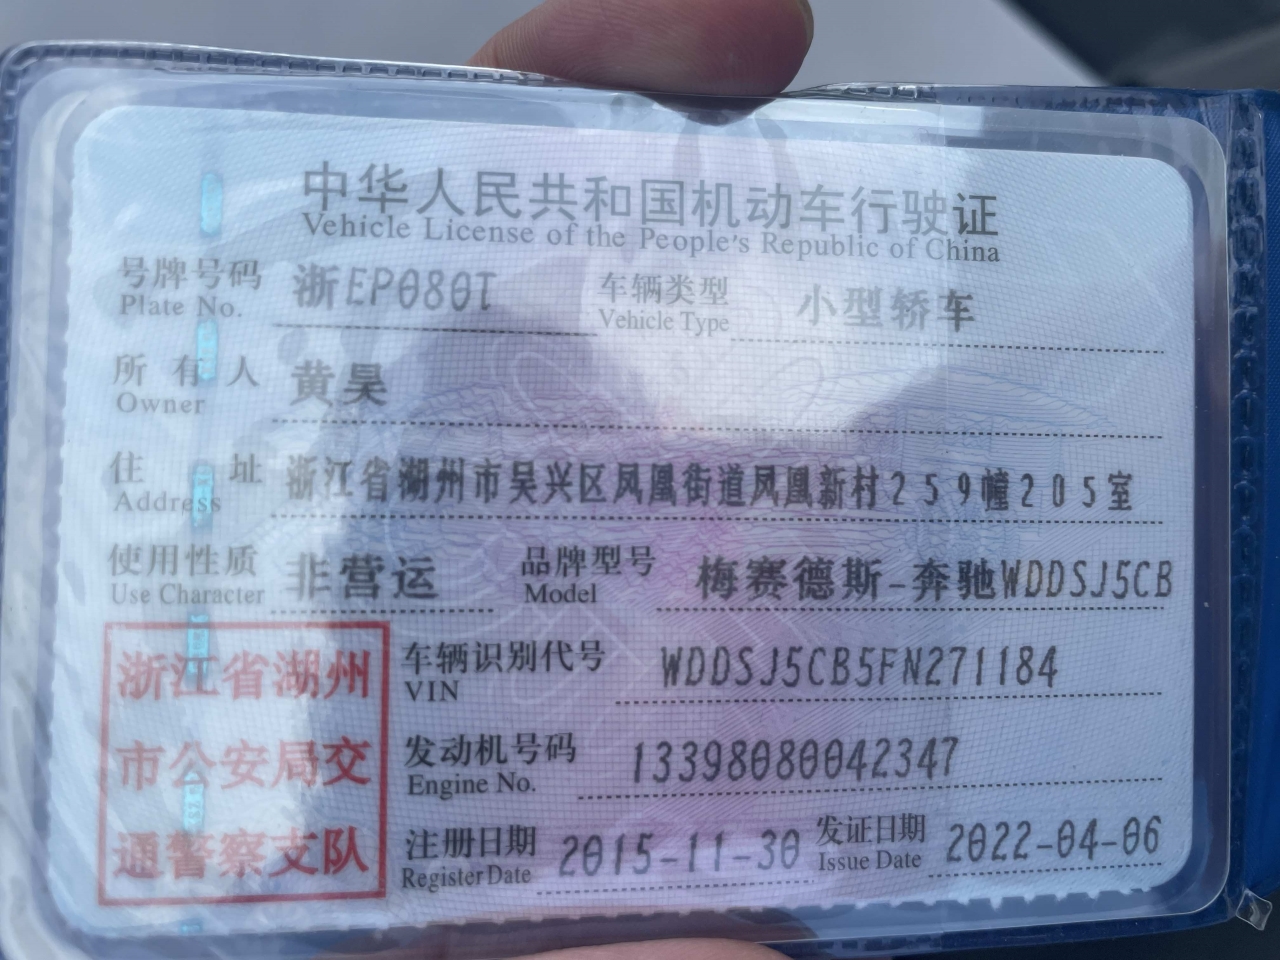 中华人民共和国机动车行驶证
Vehicle License of the People's Republic of China
号牌号码 浙EP080T 车辆类型 小型轿车
Plate No. Vehicle Type
所有人 黄昊
Owner
住址 浙江省湖州市吴兴区凤凰街道凤凰新村259幢205室
Address
使用性质 非营运 品牌型号 梅赛德斯-奔驰WDDSJ5CB
Use Character Model
浙江省湖州
市公安局交
通警察支队
车辆识别代号 WDDSJ5CB5FN271184
VIN
发动机号码 13398080042347
Engine No.
注册日期 2015-11-30 发证日期 2022-04-06
Register Date Issue Date